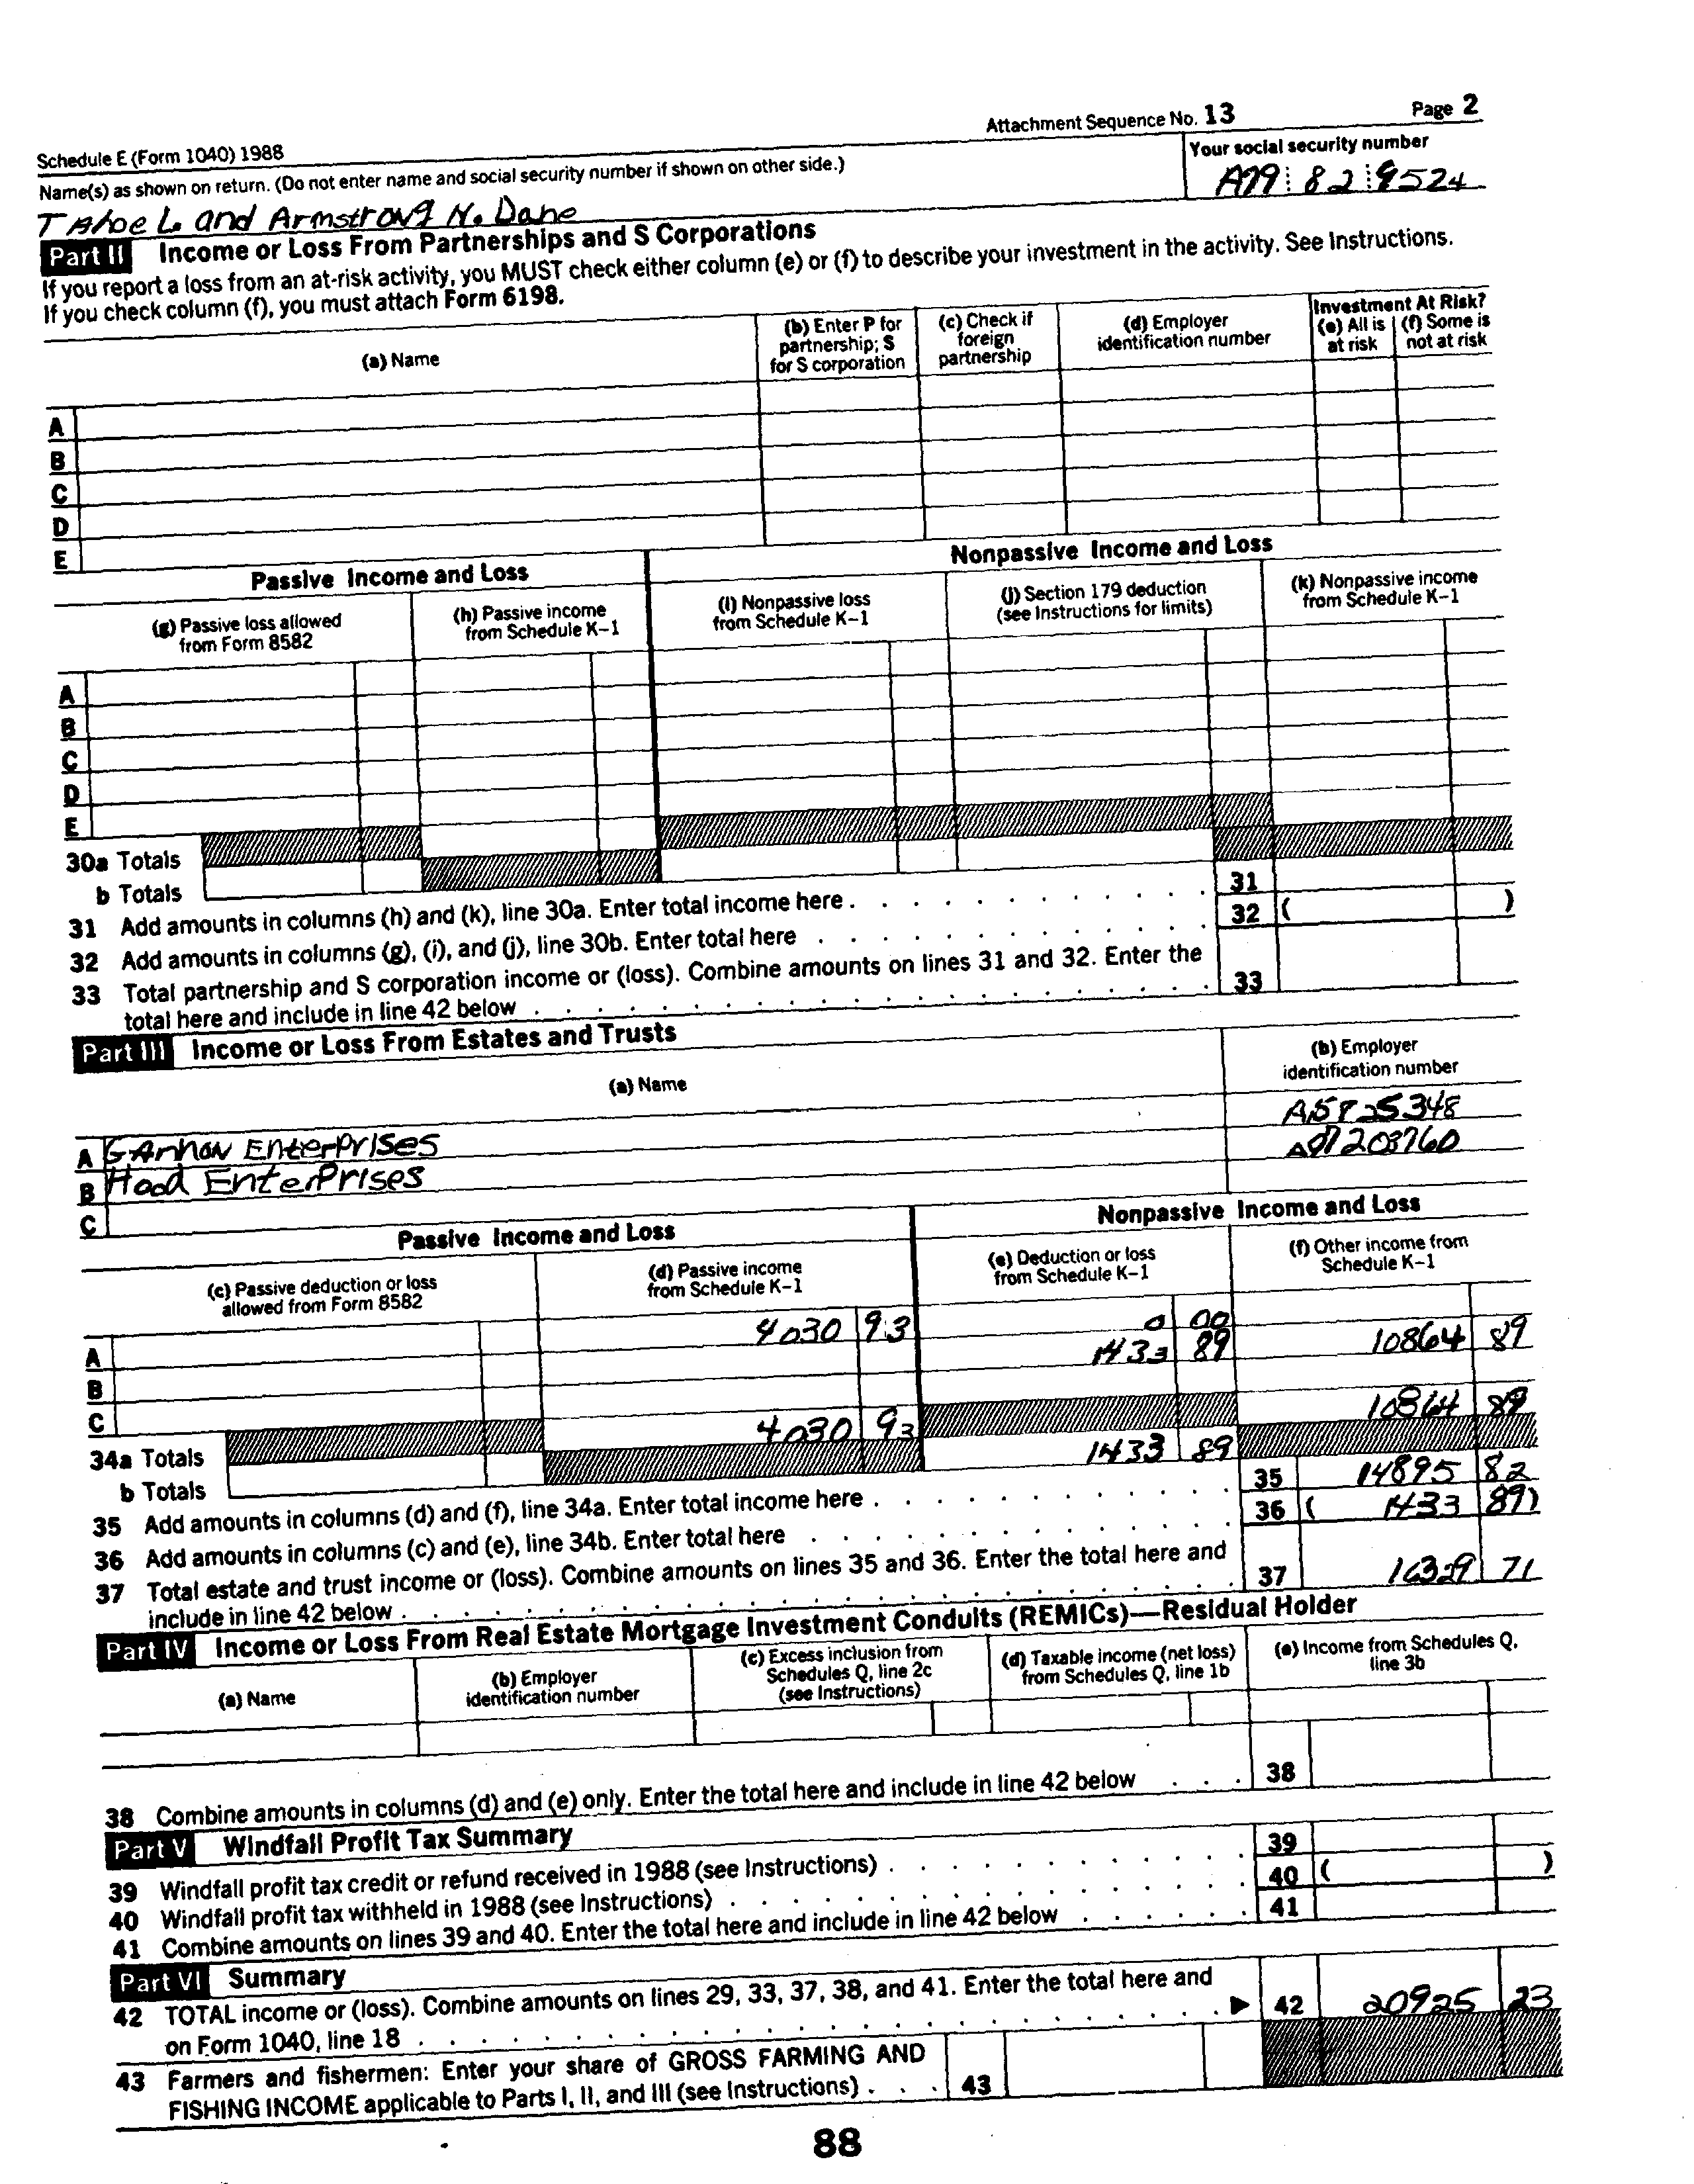 Attachment Sequence No. 13 Page 2
Schedule E (Form 1040) 1988
Name(s) as shown on return. (Do not enter name and social security number if shown on other side.)
Your social security number
A79 82 9524
Tahoe L. and Armstrong N. Dane
Part II Income or Loss From Partnerships and S Corporations
If you report a loss from an at-risk activity, you MUST check either column (e) or (f) to describe your investment in the activity. See Instructions.
If you check column (f), you must attach Form 6198.
(a) Name
(b) Enter P for partnership; S for S corporation
(c) Check if foreign partnership
(d) Employer identification number
Investment At Risk?
(e) All is at risk
(f) Some is not at risk
A
B
C
D
E
Passive Income and Loss
Nonpassive Income and Loss
(g) Passive loss allowed from Form 8582
(h) Passive income from Schedule K–1
(i) Nonpassive loss from Schedule K–1
(j) Section 179 deduction (see Instructions for limits)
(k) Nonpassive income from Schedule K–1
A
B
C
D
E
30a Totals
b Totals
31 Add amounts in columns (h) and (k), line 30a. Enter total income here . . . 31
32 Add amounts in columns (g), (i), and (j), line 30b. Enter total here . . . 32 ( )
33 Total partnership and S corporation income or (loss). Combine amounts on lines 31 and 32. Enter the
total here and include in line 42 below . . . 33
Part III Income or Loss From Estates and Trusts
(a) Name
(b) Employer identification number
A Enterprises
B Hood Enterprises A97203760
C
Passive Income and Loss
Nonpassive Income and Loss
(c) Passive deduction or loss allowed from Form 8582
(d) Passive income from Schedule K–1
(e) Deduction or loss from Schedule K–1
(f) Other income from Schedule K–1
A 4030 93 0 00
B 1433 89 10864 89
C
34a Totals 4030 93 10864 89
b Totals 1433 89
35 Add amounts in columns (d) and (f), line 34a. Enter total income here . . . 35 14895 82
36 Add amounts in columns (c) and (e), line 34b. Enter total here . . . 36 ( 1433 89)
37 Total estate and trust income or (loss). Combine amounts on lines 35 and 36. Enter the total here and
include in line 42 below . . . 37 16329 71
Part IV Income or Loss From Real Estate Mortgage Investment Conduits (REMICs)—Residual Holder
(a) Name
(b) Employer identification number
(c) Excess inclusion from Schedules Q, line 2c (see Instructions)
(d) Taxable income (net loss) from Schedules Q, line 1b
(e) Income from Schedules Q, line 3b
38 Combine amounts in columns (d) and (e) only. Enter the total here and include in line 42 below . . . 38
Part V Windfall Profit Tax Summary
39 Windfall profit tax credit or refund received in 1988 (see Instructions) . . . 39
40 Windfall profit tax withheld in 1988 (see Instructions) . . . 40 ( )
41 Combine amounts on lines 39 and 40. Enter the total here and include in line 42 below . . . 41
Part VI Summary
42 TOTAL income or (loss). Combine amounts on lines 29, 33, 37, 38, and 41. Enter the total here and
on Form 1040, line 18 . . . ▶ 42 20925 23
43 Farmers and fishermen: Enter your share of GROSS FARMING AND
FISHING INCOME applicable to Parts I, II, and III (see Instructions) . . . 43
88